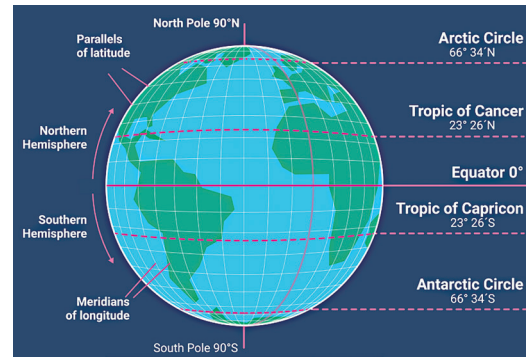 North Pole 90°N
Parallels
of latitude
Arctic Circle
66° 34´N
Tropic of Cancer
23° 26´N
Northern
Hemisphere
Equator 0°
Southern
Hemisphere
Tropic of Capricon
23° 26´S
Meridians
of longitude
Antarctic Circle
66° 34´S
South Pole 90°S